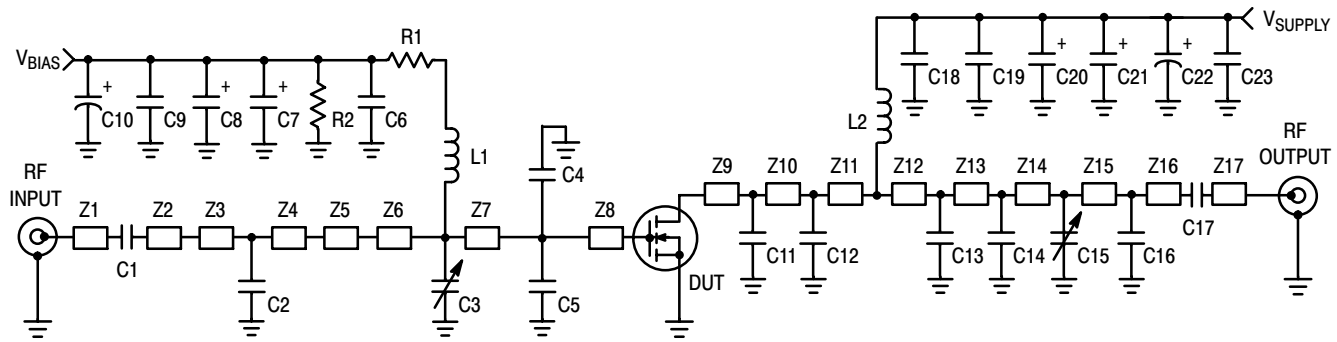 V_BIAS
R1
C10
+
C9
C8
+
C7
+
R2
C6
L1
V_SUPPLY
C18
C19
C20
+
C21
+
C22
+
C23
L2
RF
INPUT
Z1
C1
Z2
Z3
C2
Z4
Z5
Z6
C3
Z7
C4
C5
Z8
DUT
Z9
C11
Z10
C12
Z11
Z12
C13
Z13
C14
Z14
C15
Z15
C16
Z16
C17
Z17
RF
OUTPUT